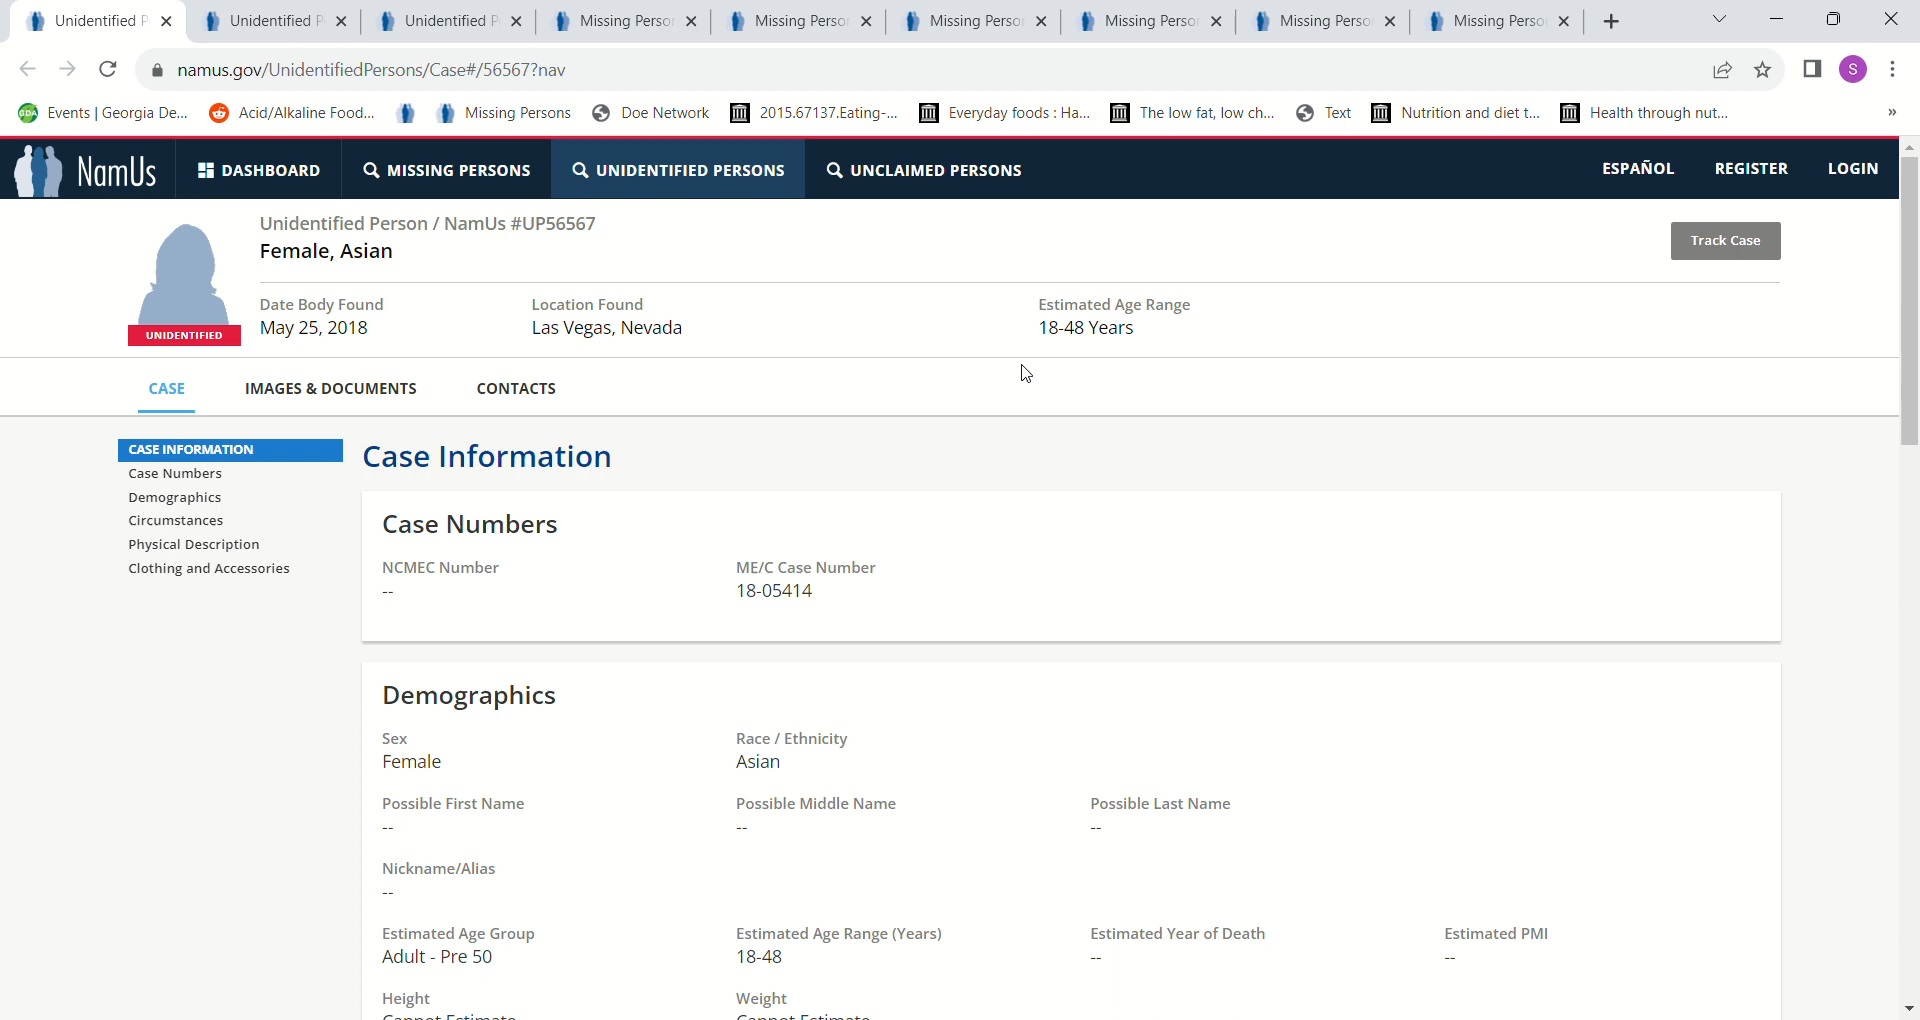 Unidentified P
Unidentified P
Unidentified P
Missing Perso
Missing Perso
Missing Perso
Missing Perso
Missing Perso
Missing Perso
namus.gov/UnidentifiedPersons/Case#/56567?nav
S
Events | Georgia De...
Acid/Alkaline Food...
Missing Persons
Doe Network
2015.67137.Eating-...
Everyday foods : Ha...
The low fat, low ch...
Text
Nutrition and diet t...
Health through nut...
»
NamUs
DASHBOARD
MISSING PERSONS
UNIDENTIFIED PERSONS
UNCLAIMED PERSONS
ESPAÑOL
REGISTER
LOGIN
Unidentified Person / NamUs #UP56567
Female, Asian
Track Case
UNIDENTIFIED
Date Body Found
May 25, 2018
Location Found
Las Vegas, Nevada
Estimated Age Range
18-48 Years
CASE
IMAGES & DOCUMENTS
CONTACTS
CASE INFORMATION
Case Numbers
Demographics
Circumstances
Physical Description
Clothing and Accessories
Case Information
Case Numbers
NCMEC Number
--
ME/C Case Number
18-05414
Demographics
Sex
Female
Race / Ethnicity
Asian
Possible First Name
--
Possible Middle Name
--
Possible Last Name
--
Nickname/Alias
--
Estimated Age Group
Adult - Pre 50
Estimated Age Range (Years)
18-48
Estimated Year of Death
--
Estimated PMI
--
Height
Cannot Estimate
Weight
Cannot Estimate